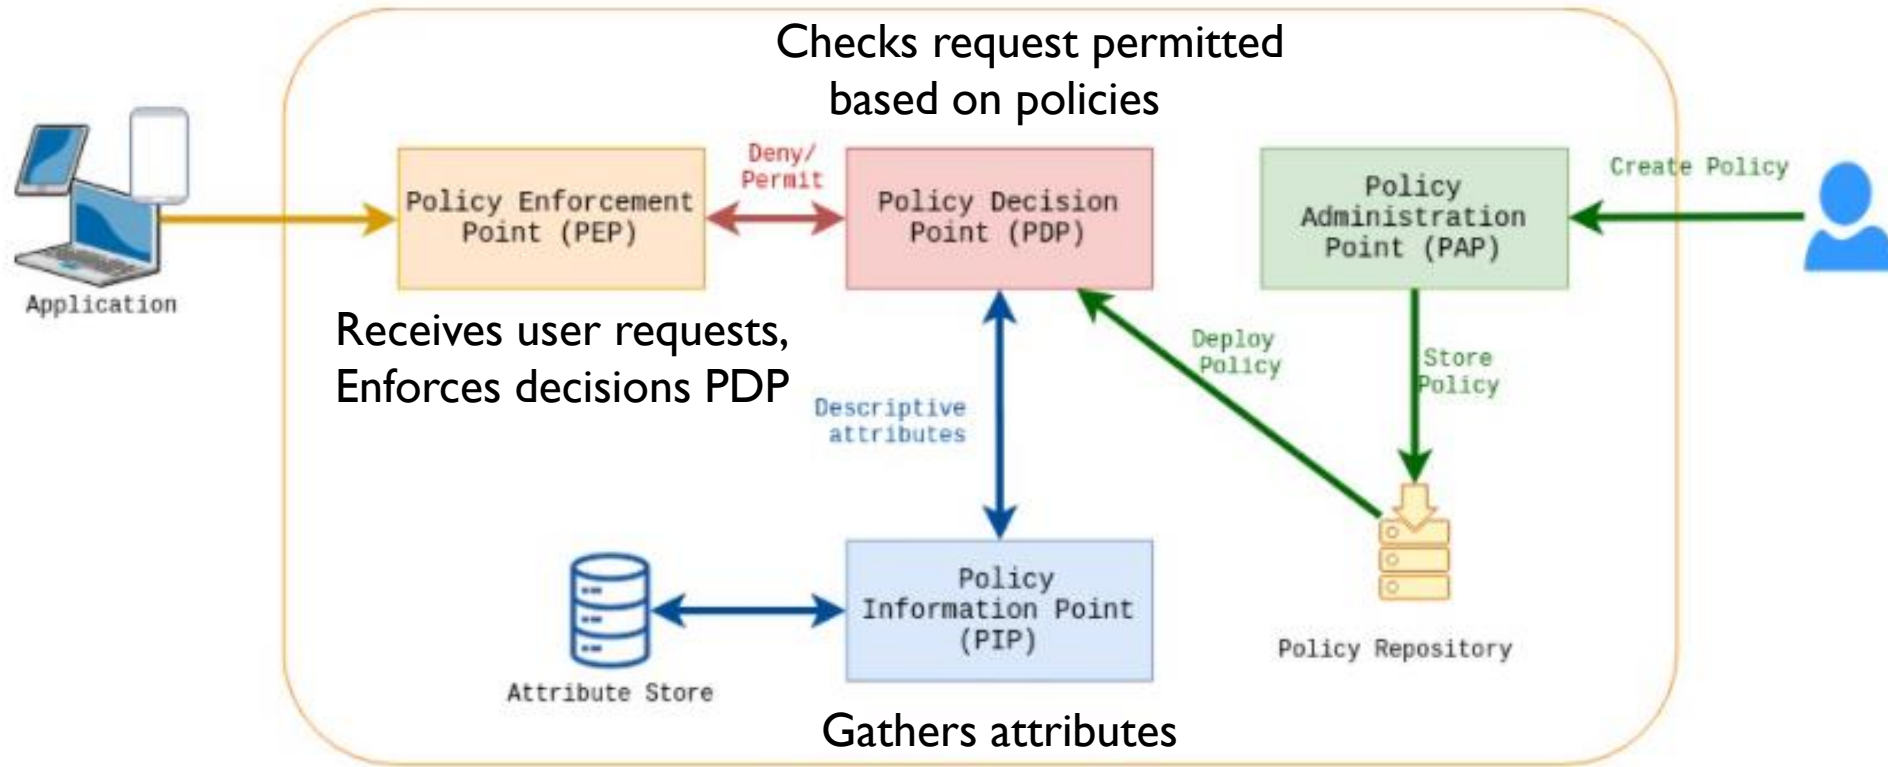 Checks request permitted
based on policies
Application
Policy Enforcement
Point (PEP)
Deny/
Permit
Policy Decision
Point (PDP)
Policy
Administration
Point (PAP)
Create Policy
Receives user requests,
Enforces decisions PDP
Descriptive
attributes
Deploy
Policy
Store
Policy
Attribute Store
Policy
Information Point
(PIP)
Policy Repository
Gathers attributes